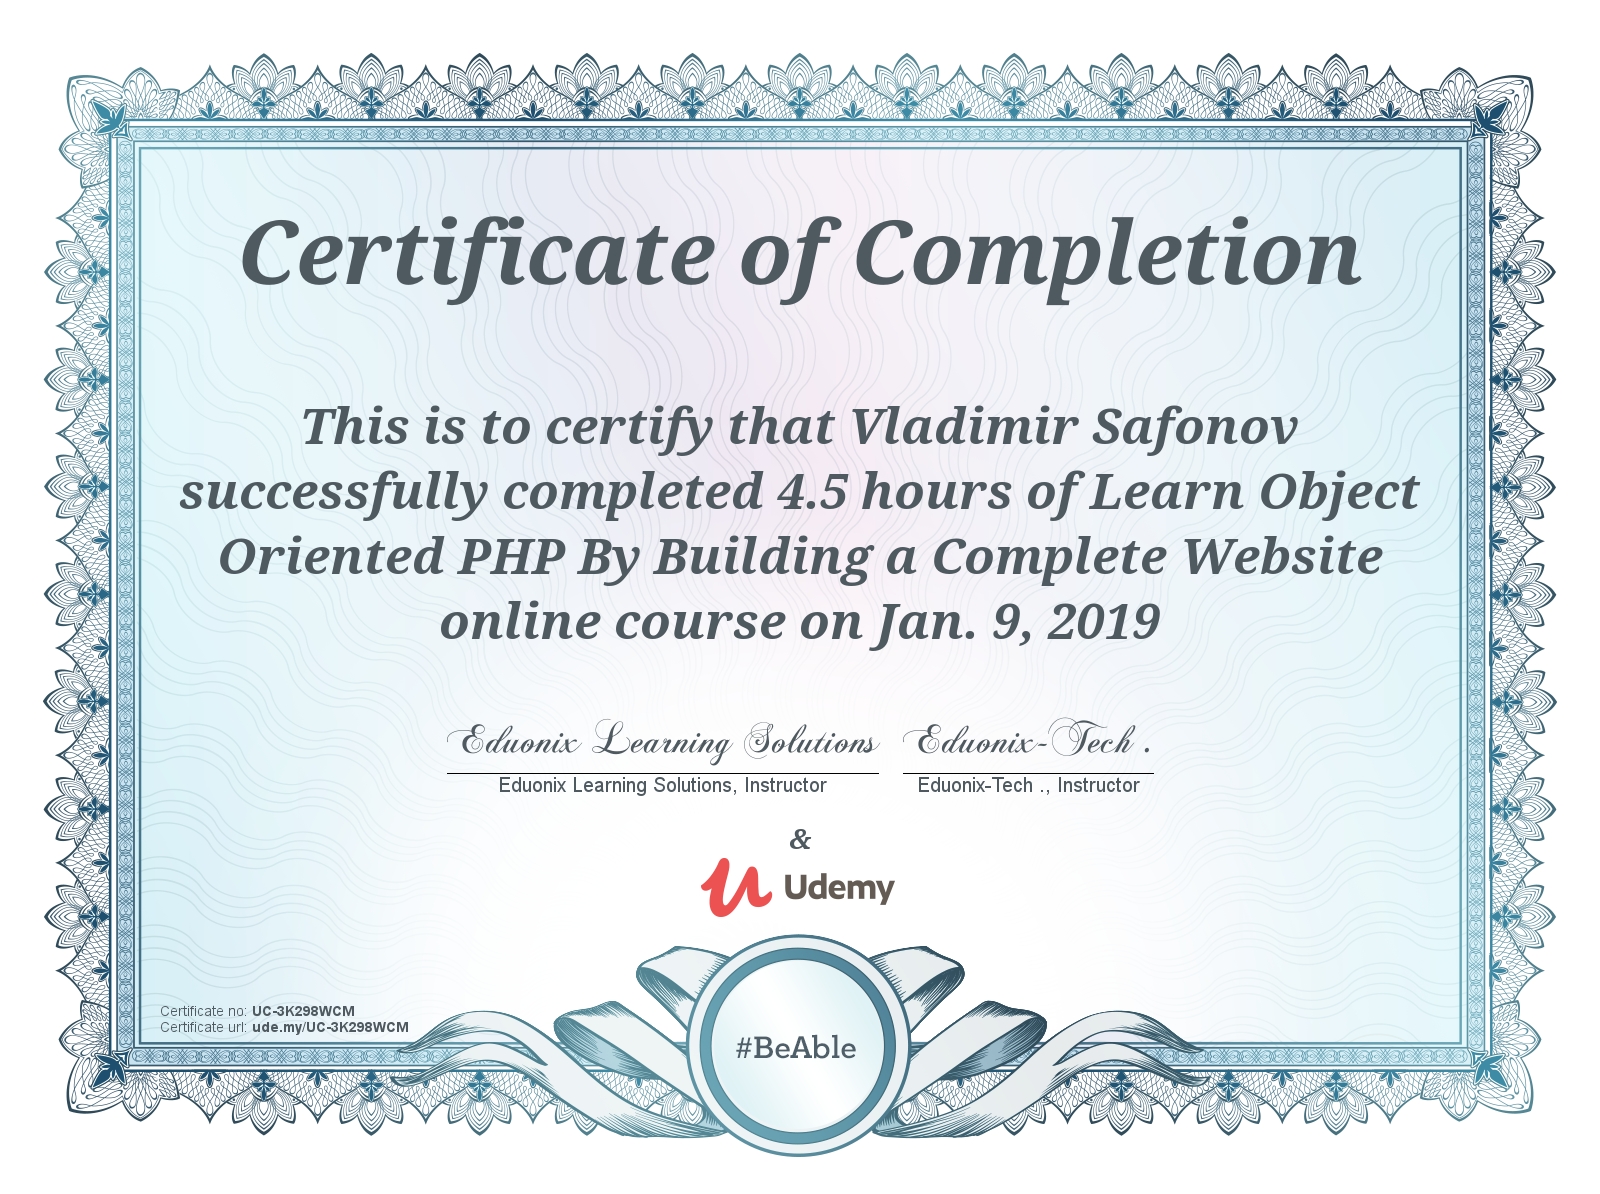 Certificate of Completion
This is to certify that Vladimir Safonov
successfully completed 4.5 hours of Learn Object
Oriented PHP By Building a Complete Website
online course on Jan. 9, 2019
Eduonix Learning Solutions Eduonix-Tech .
Eduonix Learning Solutions, Instructor Eduonix-Tech ., Instructor
&
Udemy
Certificate no: UC-3K298WCM
Certificate url: ude.my/UC-3K298WCM
#BeAble